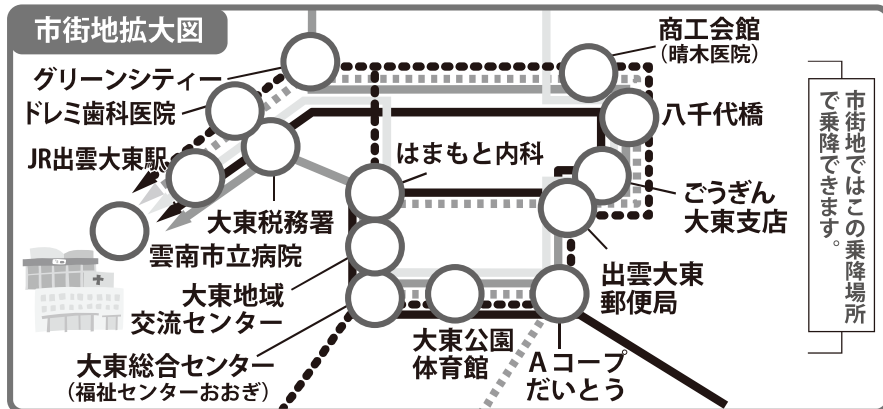 市街地拡大図
商工会館
（晴木医院）
グリーンシティー
ドレミ歯科医院
八千代橋
JR出雲大東駅
はまもと内科
ごうぎん
大東支店
大東税務署
雲南市立病院
出雲大東
郵便局
大東地域
交流センター
大東公園
体育館
Aコープ
だいとう
大東総合センター
（福祉センターおおぎ）
市街地ではこの乗降場所
で乗降できます。